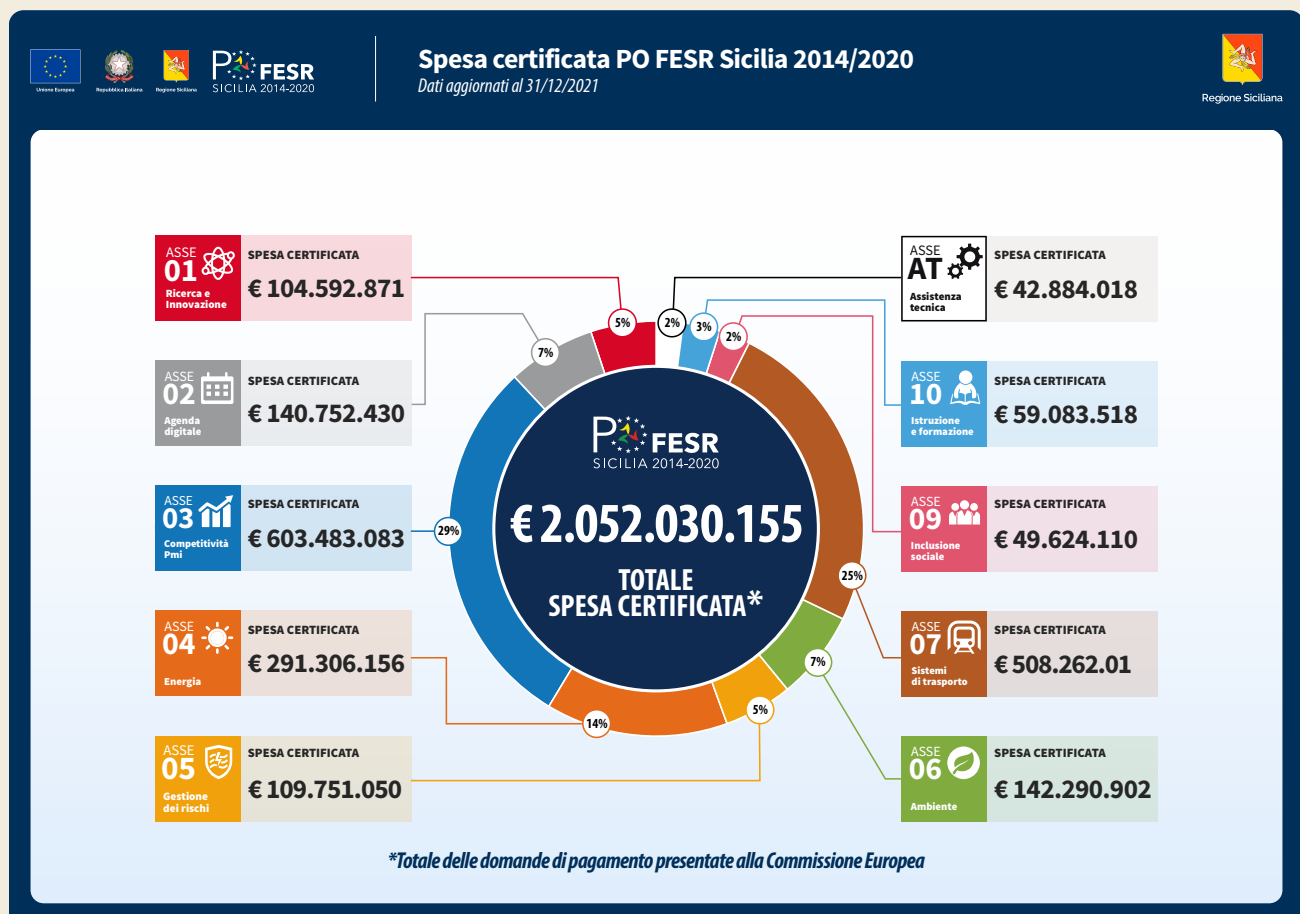 Unione Europea
Repubblica Italiana
Regione Siciliana
PO FESR
SICILIA 2014-2020
Spesa certificata PO FESR Sicilia 2014/2020
Dati aggiornati al 31/12/2021
Regione Siciliana
ASSE
01
Ricerca e
Innovazione
SPESA CERTIFICATA
€ 104.592.871
ASSE
02
Agenda
digitale
SPESA CERTIFICATA
€ 140.752.430
ASSE
03
Competitività
Pmi
SPESA CERTIFICATA
€ 603.483.083
ASSE
04
Energia
SPESA CERTIFICATA
€ 291.306.156
ASSE
05
Gestione
dei rischi
SPESA CERTIFICATA
€ 109.751.050
5%
2%
3%
2%
7%
29%
25%
7%
5%
14%
PO FESR
SICILIA 2014-2020
€ 2.052.030.155
TOTALE
SPESA CERTIFICATA*
ASSE
AT
Assistenza
tecnica
SPESA CERTIFICATA
€ 42.884.018
ASSE
10
Istruzione
e formazione
SPESA CERTIFICATA
€ 59.083.518
ASSE
09
Inclusione
sociale
SPESA CERTIFICATA
€ 49.624.110
ASSE
07
Sistemi
di trasporto
SPESA CERTIFICATA
€ 508.262.01
ASSE
06
Ambiente
SPESA CERTIFICATA
€ 142.290.902
*Totale delle domande di pagamento presentate alla Commissione Europea